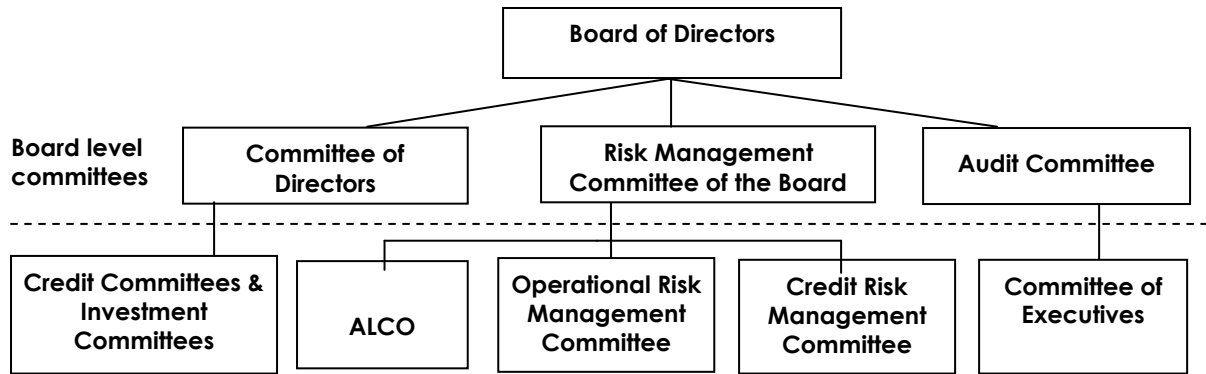 Board of Directors
Board level
committees
Committee of
Directors
Risk Management
Committee of the Board
Audit Committee
Credit Committees &
Investment
Committees
ALCO
Operational Risk
Management
Committee
Credit Risk
Management
Committee
Committee of
Executives